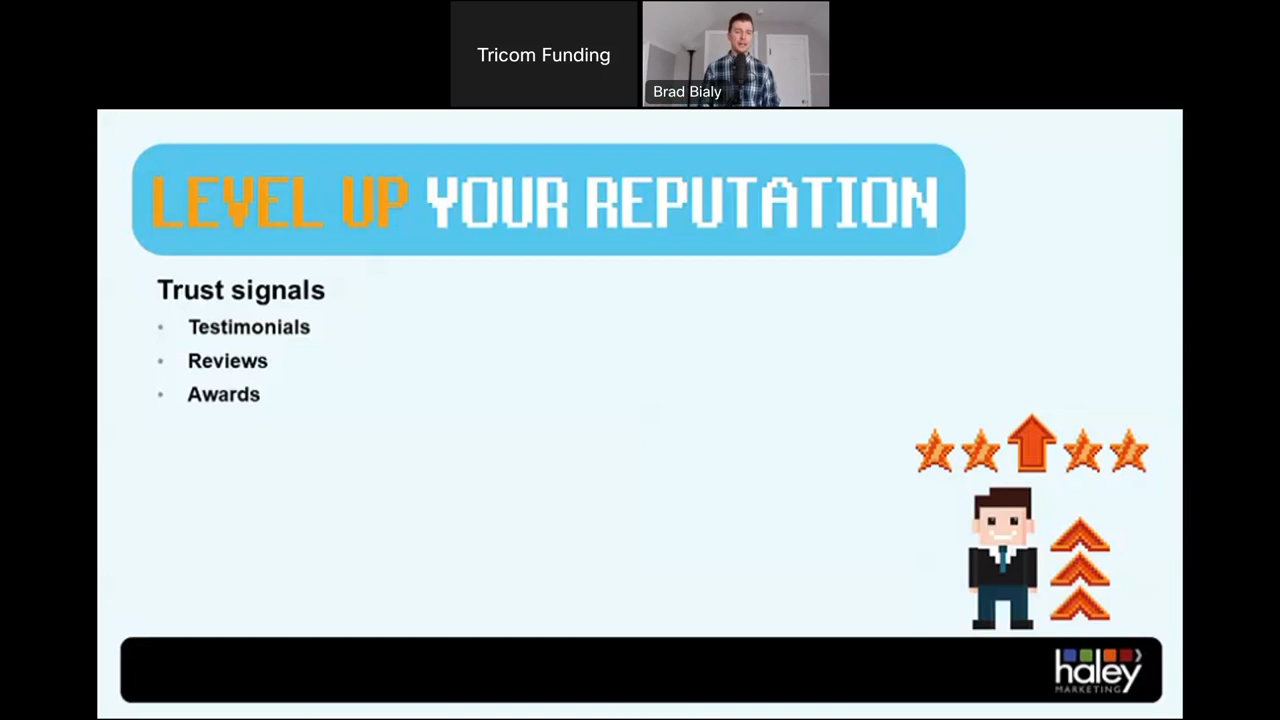 Tricom Funding
Brad Bialy
LEVEL UP YOUR REPUTATION
Trust signals
• Testimonials
• Reviews
• Awards
haley
MARKETING